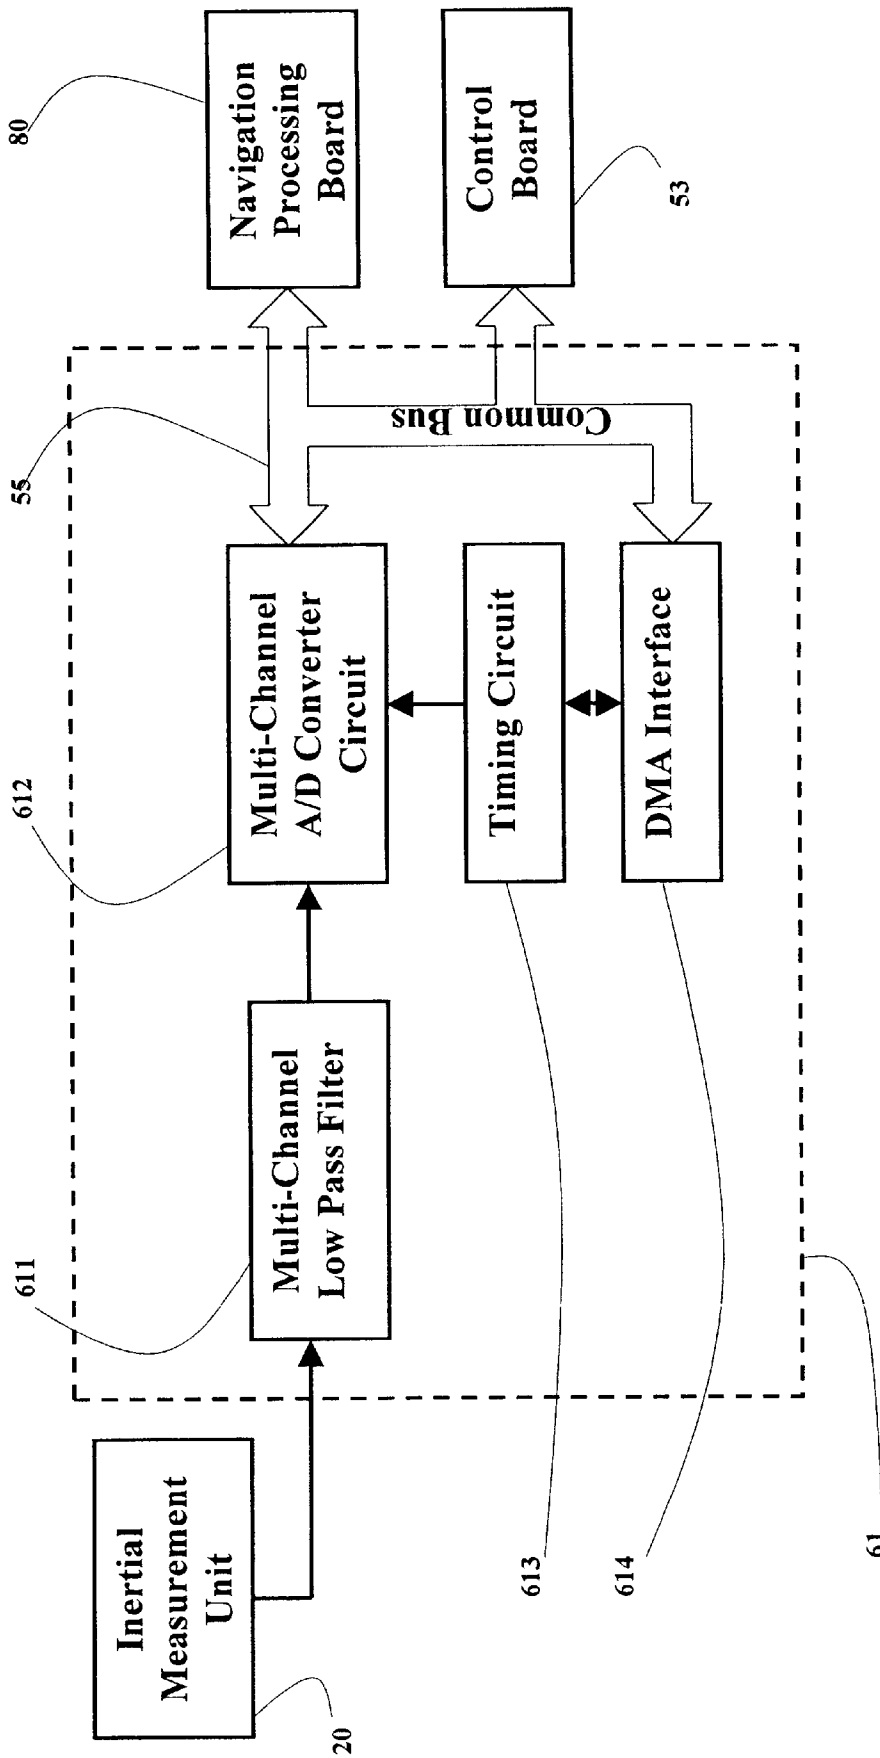 Inertial
Measurement
Unit
20
611
Multi-Channel
Low Pass Filter
612
Multi-Channel
A/D Converter
Circuit
55
80
Navigation
Processing
Board
Common Bus
Control
Board
53
Timing Circuit
613
DMA Interface
614
61